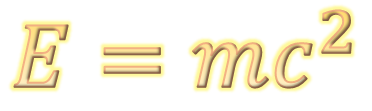 E = mc²